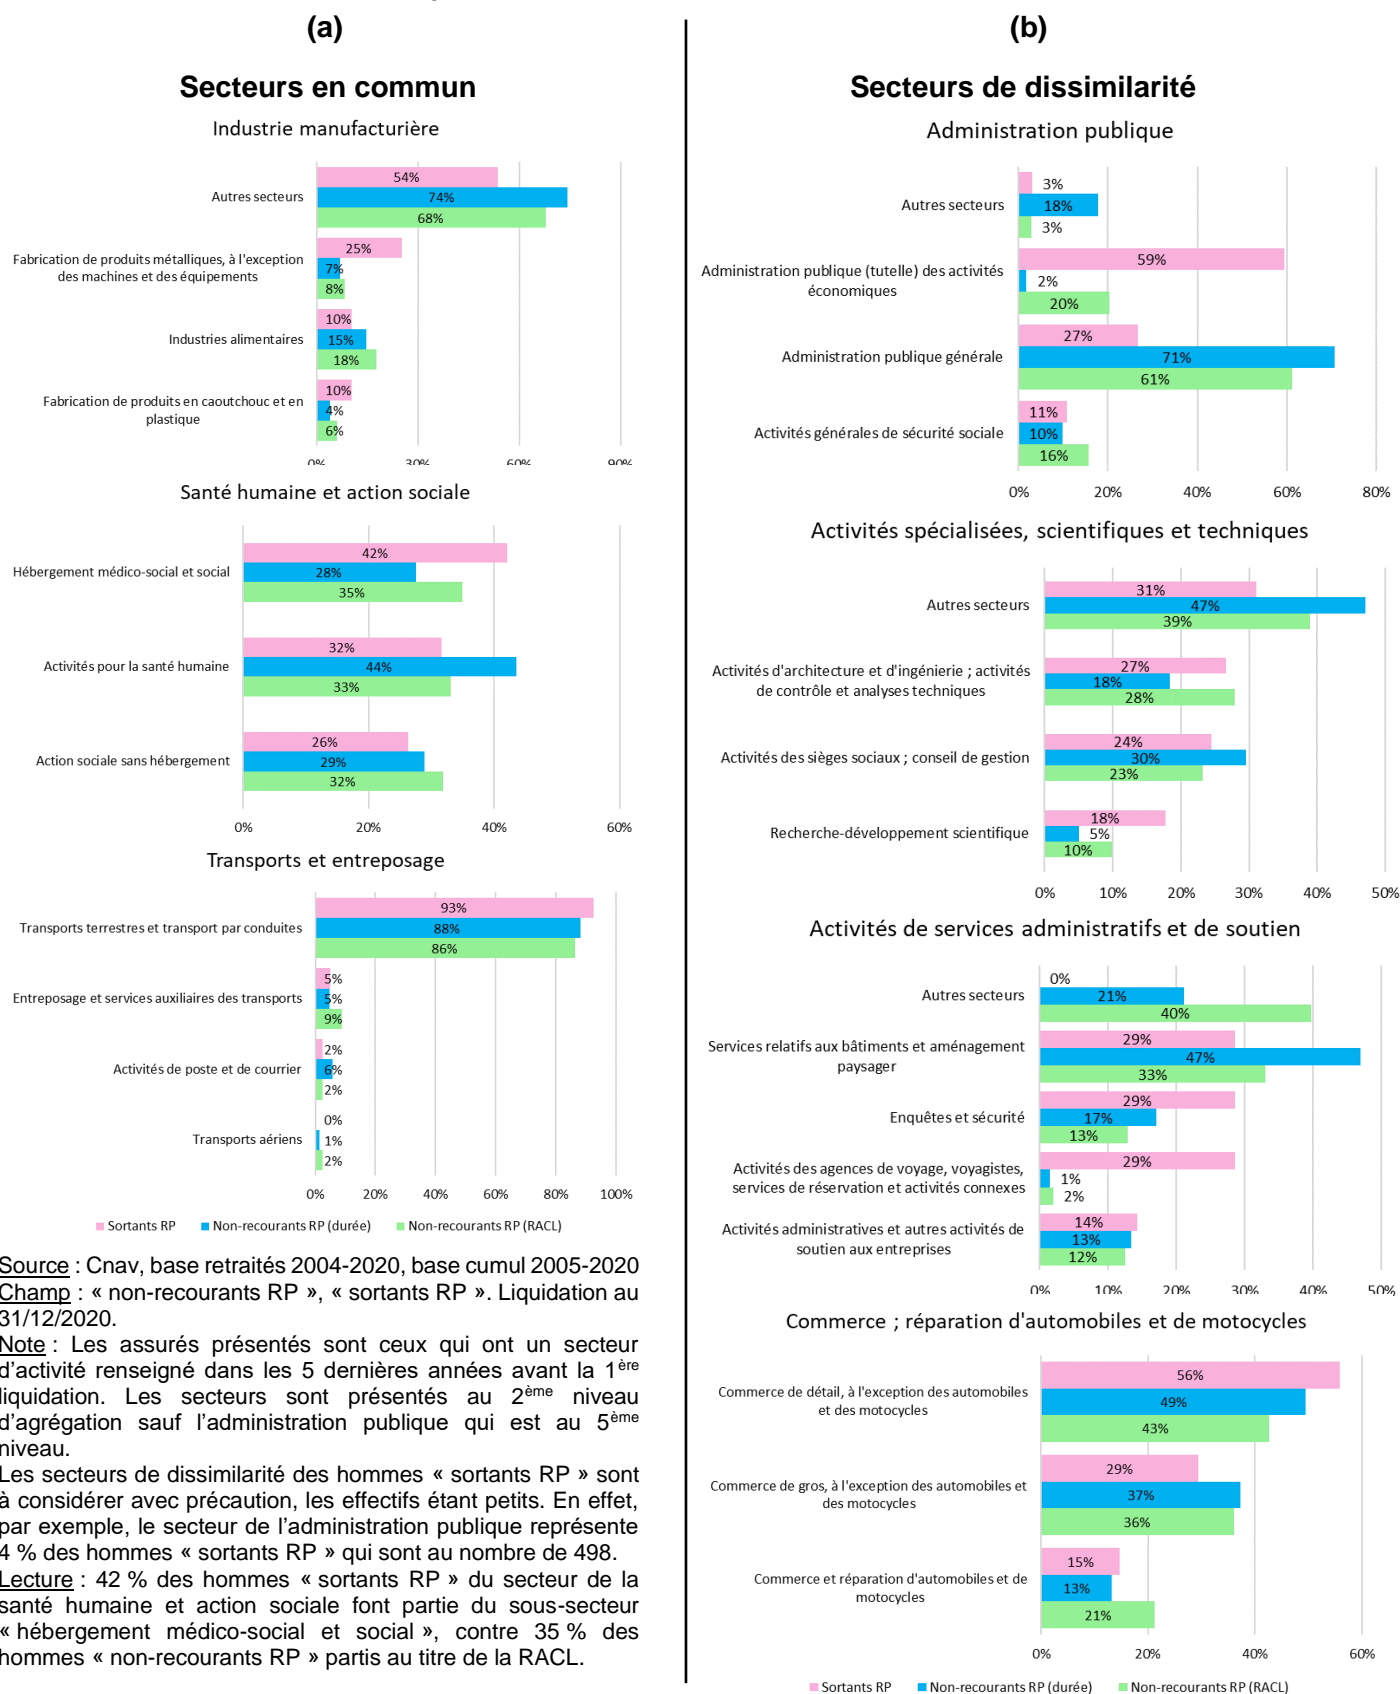 (a)
Secteurs en commun
Industrie manufacturière
54%
Autres secteurs
74%
68%
25%
Fabrication de produits métalliques, à l'exception
des machines et des équipements
7%
8%
10%
Industries alimentaires
15%
18%
10%
Fabrication de produits en caoutchouc et en
plastique
4%
6%
0% 30% 60% 90%
Santé humaine et action sociale
42%
Hébergement médico-social et social
28%
35%
32%
Activités pour la santé humaine
44%
33%
26%
Action sociale sans hébergement
29%
32%
0% 20% 40% 60%
Transports et entreposage
93%
Transports terrestres et transport par conduites
88%
86%
5%
Entreposage et services auxiliaires des transports
5%
9%
2%
Activités de poste et de courrier
6%
2%
0%
Transports aériens
1%
2%
0% 20% 40% 60% 80% 100%
Sortants RP Non-recourants RP (durée) Non-recourants RP (RACL)
Source : Cnav, base retraités 2004-2020, base cumul 2005-2020
Champ : « non-recourants RP », « sortants RP ». Liquidation au
31/12/2020.
Note : Les assurés présentés sont ceux qui ont un secteur
d'activité renseigné dans les 5 dernières années avant la 1ère
liquidation. Les secteurs sont présentés au 2ème niveau
d'agrégation sauf l'administration publique qui est au 5ème
niveau.
Les secteurs de dissimilarité des hommes « sortants RP » sont
à considérer avec précaution, les effectifs étant petits. En effet,
par exemple, le secteur de l'administration publique représente
4 % des hommes « sortants RP » qui sont au nombre de 498.
Lecture : 42 % des hommes « sortants RP » du secteur de la
santé humaine et action sociale font partie du sous-secteur
« hébergement médico-social et social », contre 35 % des
hommes « non-recourants RP » partis au titre de la RACL.
(b)
Secteurs de dissimilarité
Administration publique
3%
Autres secteurs
18%
3%
59%
Administration publique (tutelle) des activités
économiques
2%
20%
27%
Administration publique générale
71%
61%
11%
Activités générales de sécurité sociale
10%
16%
0% 20% 40% 60% 80%
Activités spécialisées, scientifiques et techniques
31%
Autres secteurs
47%
39%
27%
Activités d'architecture et d'ingénierie ; activités
de contrôle et analyses techniques
18%
28%
24%
Activités des sièges sociaux ; conseil de gestion
30%
23%
18%
Recherche-développement scientifique
5%
10%
0% 10% 20% 30% 40% 50%
Activités de services administratifs et de soutien
0%
Autres secteurs
21%
40%
29%
Services relatifs aux bâtiments et aménagement
paysager
47%
33%
29%
Enquêtes et sécurité
17%
13%
29%
Activités des agences de voyage, voyagistes,
services de réservation et activités connexes
1%
2%
14%
Activités administratives et autres activités de
soutien aux entreprises
13%
12%
0% 10% 20% 30% 40% 50%
Commerce ; réparation d'automobiles et de motocycles
56%
Commerce de détail, à l'exception des automobiles
et des motocycles
49%
43%
29%
Commerce de gros, à l'exception des automobiles et
des motocycles
37%
36%
15%
Commerce et réparation d'automobiles et de
motocycles
13%
21%
0% 20% 40% 60%
Sortants RP Non-recourants RP (durée) Non-recourants RP (RACL)